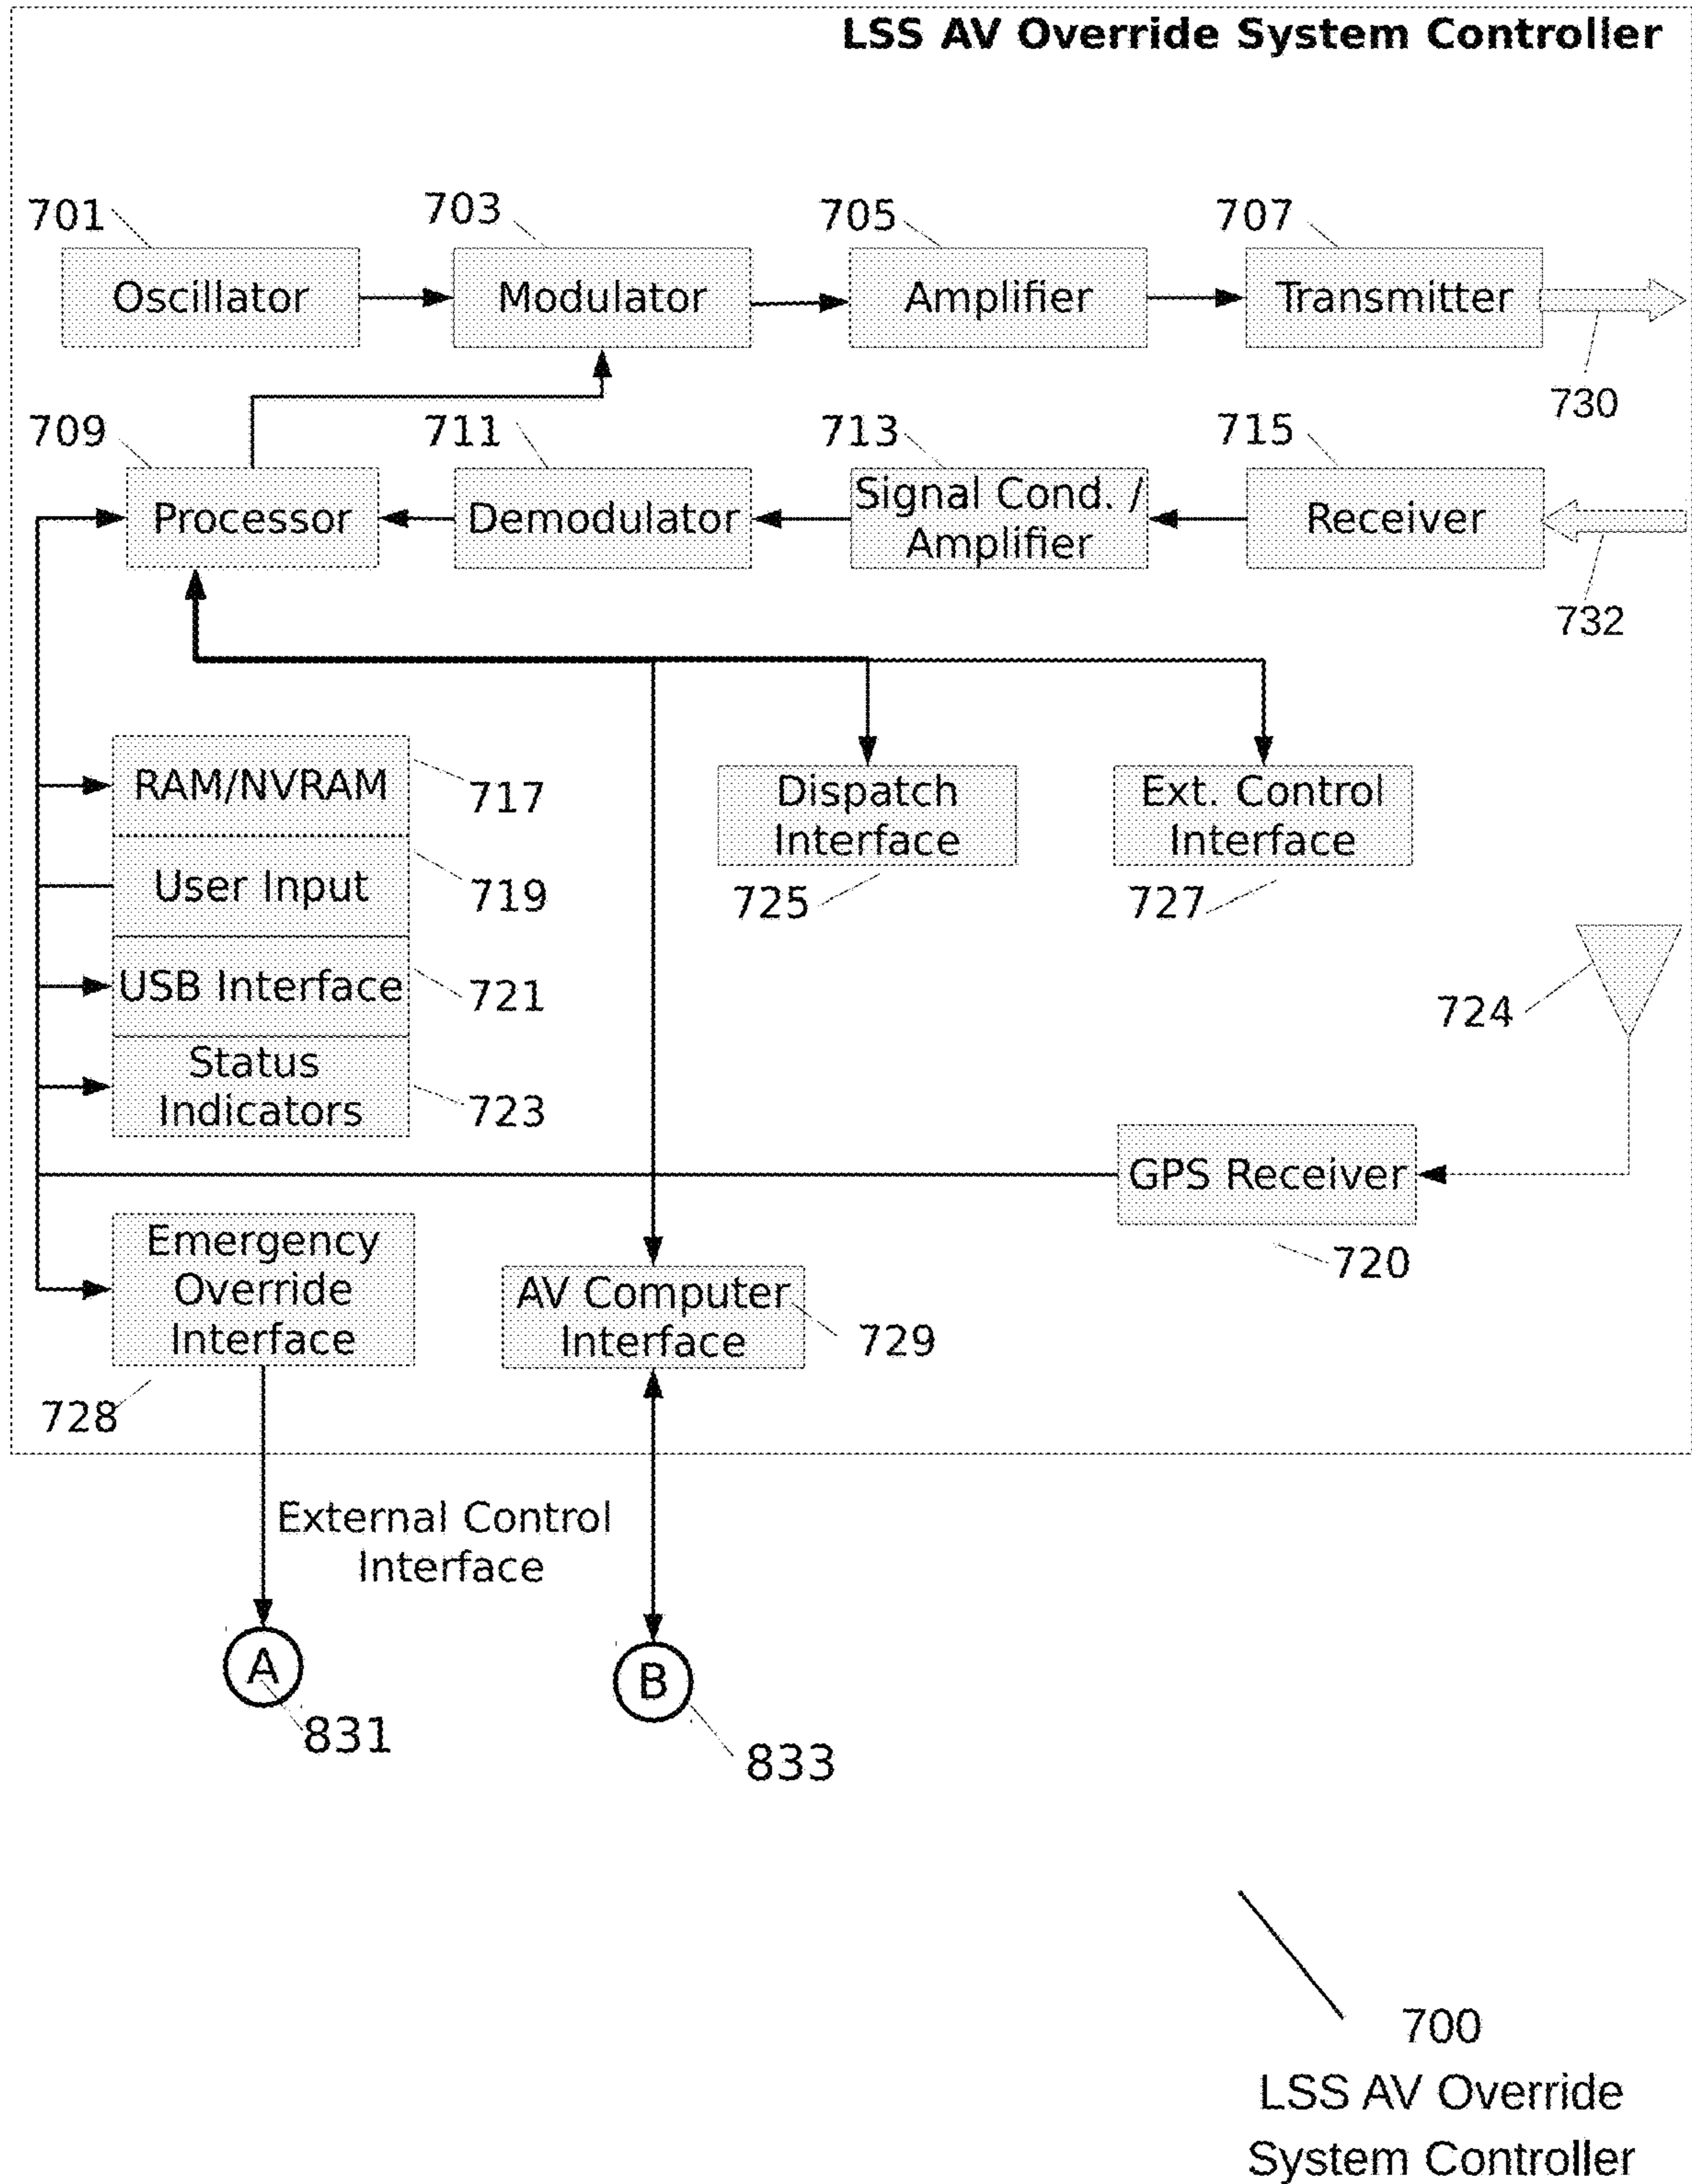 LSS AV Override System Controller
701
703
705
707
Oscillator
Modulator
Amplifier
Transmitter
730
709
711
713
715
Processor
Demodulator
Signal Cond. /
Amplifier
Receiver
732
RAM/NVRAM
717
User Input
719
USB Interface
721
Status
Indicators
723
Dispatch
Interface
725
Ext. Control
Interface
727
724
GPS Receiver
720
Emergency
Override
Interface
728
AV Computer
Interface
729
External Control
Interface
A
831
B
833
700
LSS AV Override
System Controller